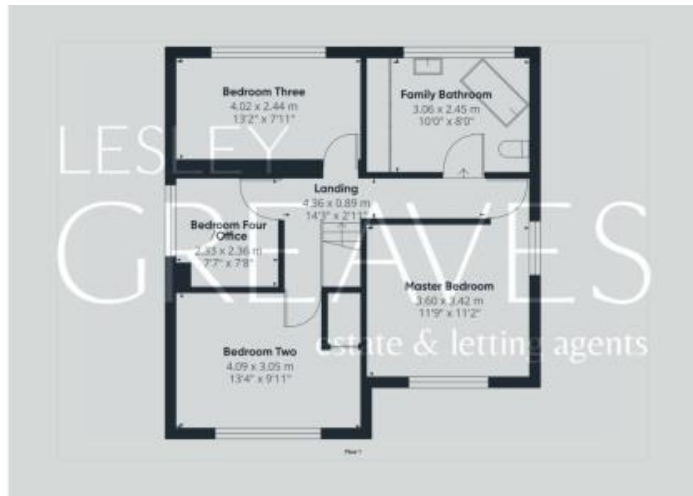 Bedroom Three
4.02 x 2.44 m
13'2" x 7'11"
Family Bathroom
3.06 x 2.45 m
10'0" x 8'0"
LESLEY
Landing
4.36 x 0.89 m
14'3" x 2'11"
Bedroom Four
/Office
2.33 x 2.36 m
7'7" x 7'8"
GREAVES
Master Bedroom
3.60 x 3.42 m
11'9" x 11'2"
estate & letting agents
Bedroom Two
4.09 x 3.05 m
13'4" x 9'11"
Floor 1